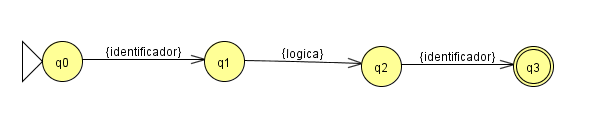 q0 {identificador} q1 {logica} q2 {identificador} q3